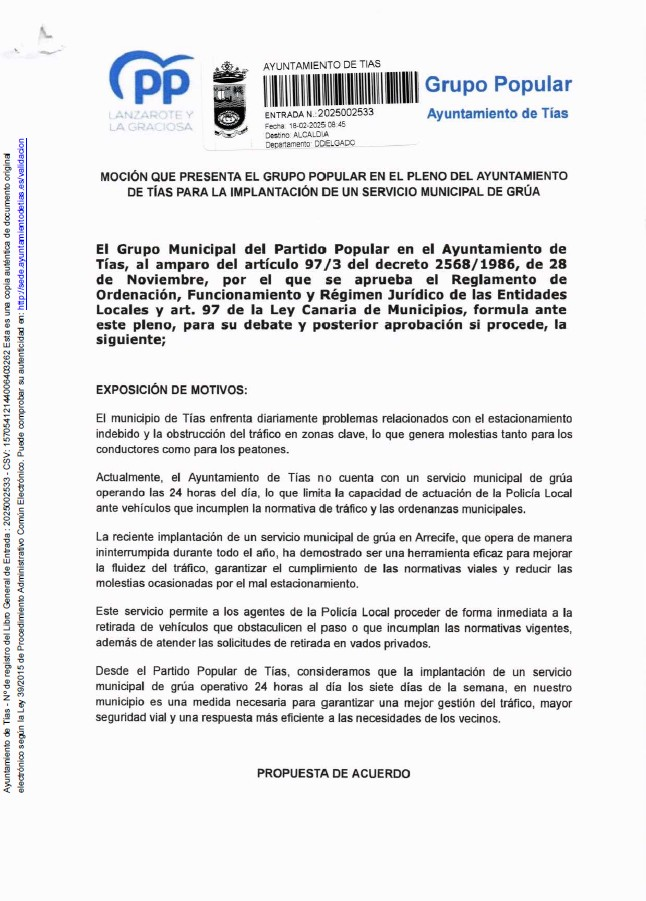 PP
LANZAROTE Y
LA GRACIOSA
AYUNTAMIENTO DE TIAS
ENTRADA N.:2025002533
Fecha: 18-02-2025 08:45
Destino: ALCALDIA
Departamento: DDELGADO
Grupo Popular
Ayuntamiento de Tías
MOCIÓN QUE PRESENTA EL GRUPO POPULAR EN EL PLENO DEL AYUNTAMIENTO
DE TÍAS PARA LA IMPLANTACIÓN DE UN SERVICIO MUNICIPAL DE GRÚA
El Grupo Municipal del Partido Popular en el Ayuntamiento de
Tías, al amparo del artículo 97/3 del decreto 2568/1986, de 28
de Noviembre, por el que se aprueba el Reglamento de
Ordenación, Funcionamiento y Régimen Jurídico de las Entidades
Locales y art. 97 de la Ley Canaria de Municipios, formula ante
este pleno, para su debate y posterior aprobación si procede, la
siguiente;
EXPOSICIÓN DE MOTIVOS:
El municipio de Tías enfrenta diariamente problemas relacionados con el estacionamiento
indebido y la obstrucción del tráfico en zonas clave, lo que genera molestias tanto para los
conductores como para los peatones.
Actualmente, el Ayuntamiento de Tías no cuenta con un servicio municipal de grúa
operando las 24 horas del día, lo que limita la capacidad de actuación de la Policía Local
ante vehículos que incumplen la normativa de tráfico y las ordenanzas municipales.
La reciente implantación de un servicio municipal de grúa en Arrecife, que opera de manera
ininterrumpida durante todo el año, ha demostrado ser una herramienta eficaz para mejorar
la fluidez del tráfico, garantizar el cumplimiento de las normativas viales y reducir las
molestias ocasionadas por el mal estacionamiento.
Este servicio permite a los agentes de la Policía Local proceder de forma inmediata a la
retirada de vehículos que obstaculicen el paso o que incumplan las normativas vigentes,
además de atender las solicitudes de retirada en vados privados.
Desde el Partido Popular de Tías, consideramos que la implantación de un servicio
municipal de grúa operativo 24 horas al día los siete días de la semana, en nuestro
municipio es una medida necesaria para garantizar una mejor gestión del tráfico, mayor
seguridad vial y una respuesta más eficiente a las necesidades de los vecinos.
PROPUESTA DE ACUERDO
Ayuntamiento de Tías - Nº de registro del Libro General de Entrada : 2025002533 - CSV: 15705412144006403262 Esta es una copia auténtica de documento original
electrónico según la Ley 39/2015 de Procedimiento Administrativo Común Electrónico. Puede comprobar su autenticidad en: http://sede.ayuntamientodetias.es/validacion